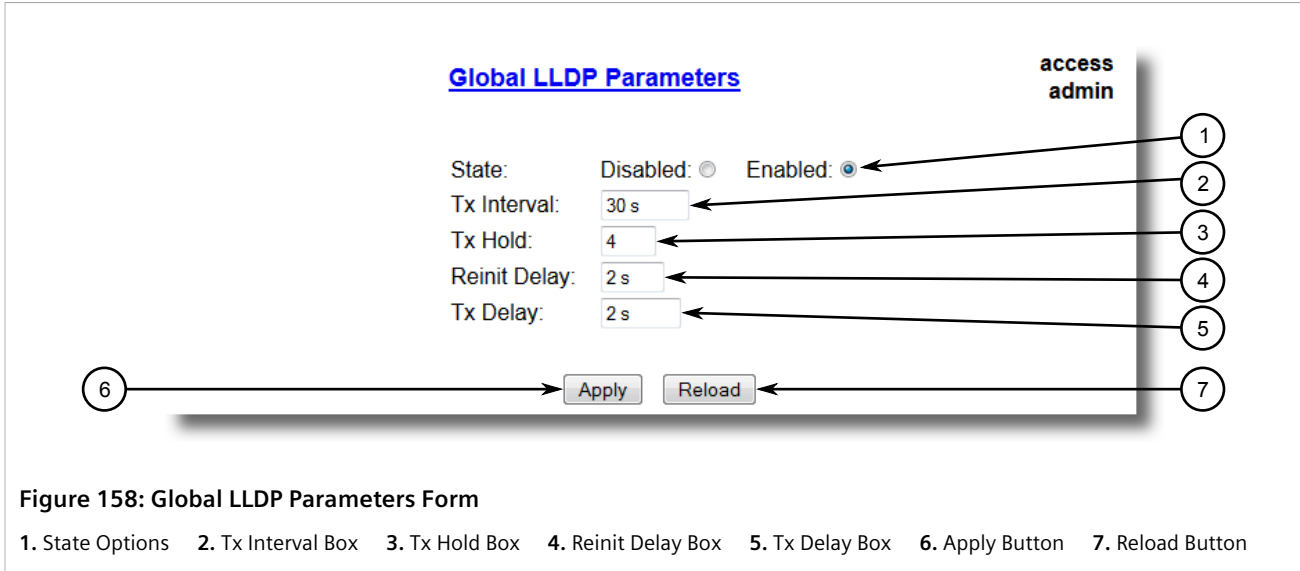 Global LLDP Parameters
access
admin
State: Disabled: Enabled:
Tx Interval: 30 s
Tx Hold: 4
Reinit Delay: 2 s
Tx Delay: 2 s
Apply Reload
1
2
3
4
5
6
7
Figure 158: Global LLDP Parameters Form
1. State Options 2. Tx Interval Box 3. Tx Hold Box 4. Reinit Delay Box 5. Tx Delay Box 6. Apply Button 7. Reload Button